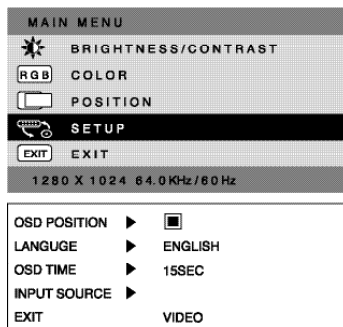 MAIN MENU
BRIGHTNESS/CONTRAST
RGB COLOR
POSITION
SETUP
EXIT EXIT
1280 X 1024 64.0KHz/60Hz
OSD POSITION
LANGUGE ENGLISH
OSD TIME 15SEC
INPUT SOURCE
EXIT VIDEO